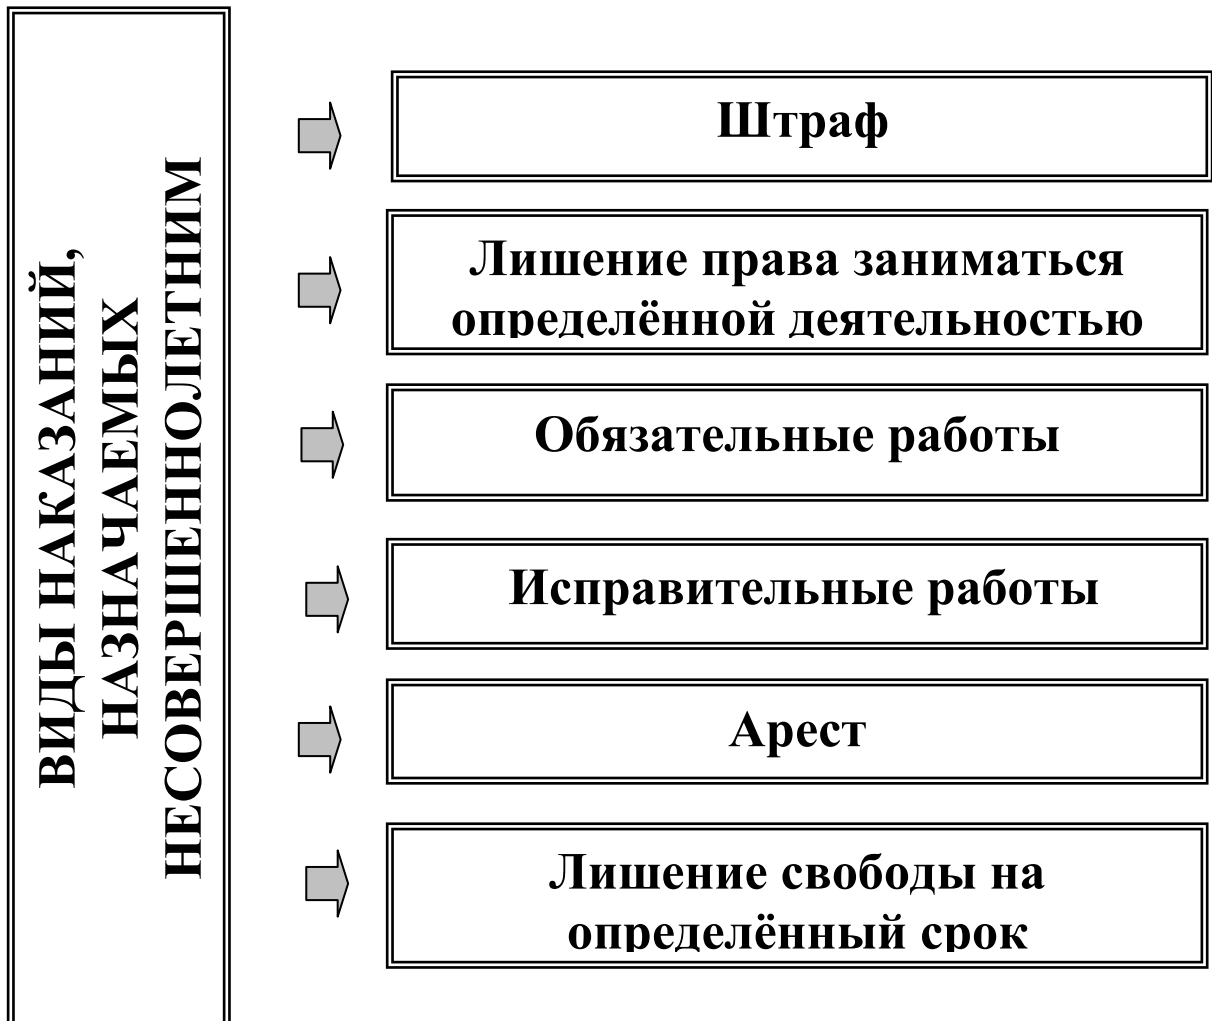 ВИДЫ НАКАЗАНИЙ,
НАЗНАЧАЕМЫХ
НЕСОВЕРШЕННОЛЕТНИМ
Штраф
Лишение права заниматься
определённой деятельностью
Обязательные работы
Исправительные работы
Арест
Лишение свободы на
определённый срок